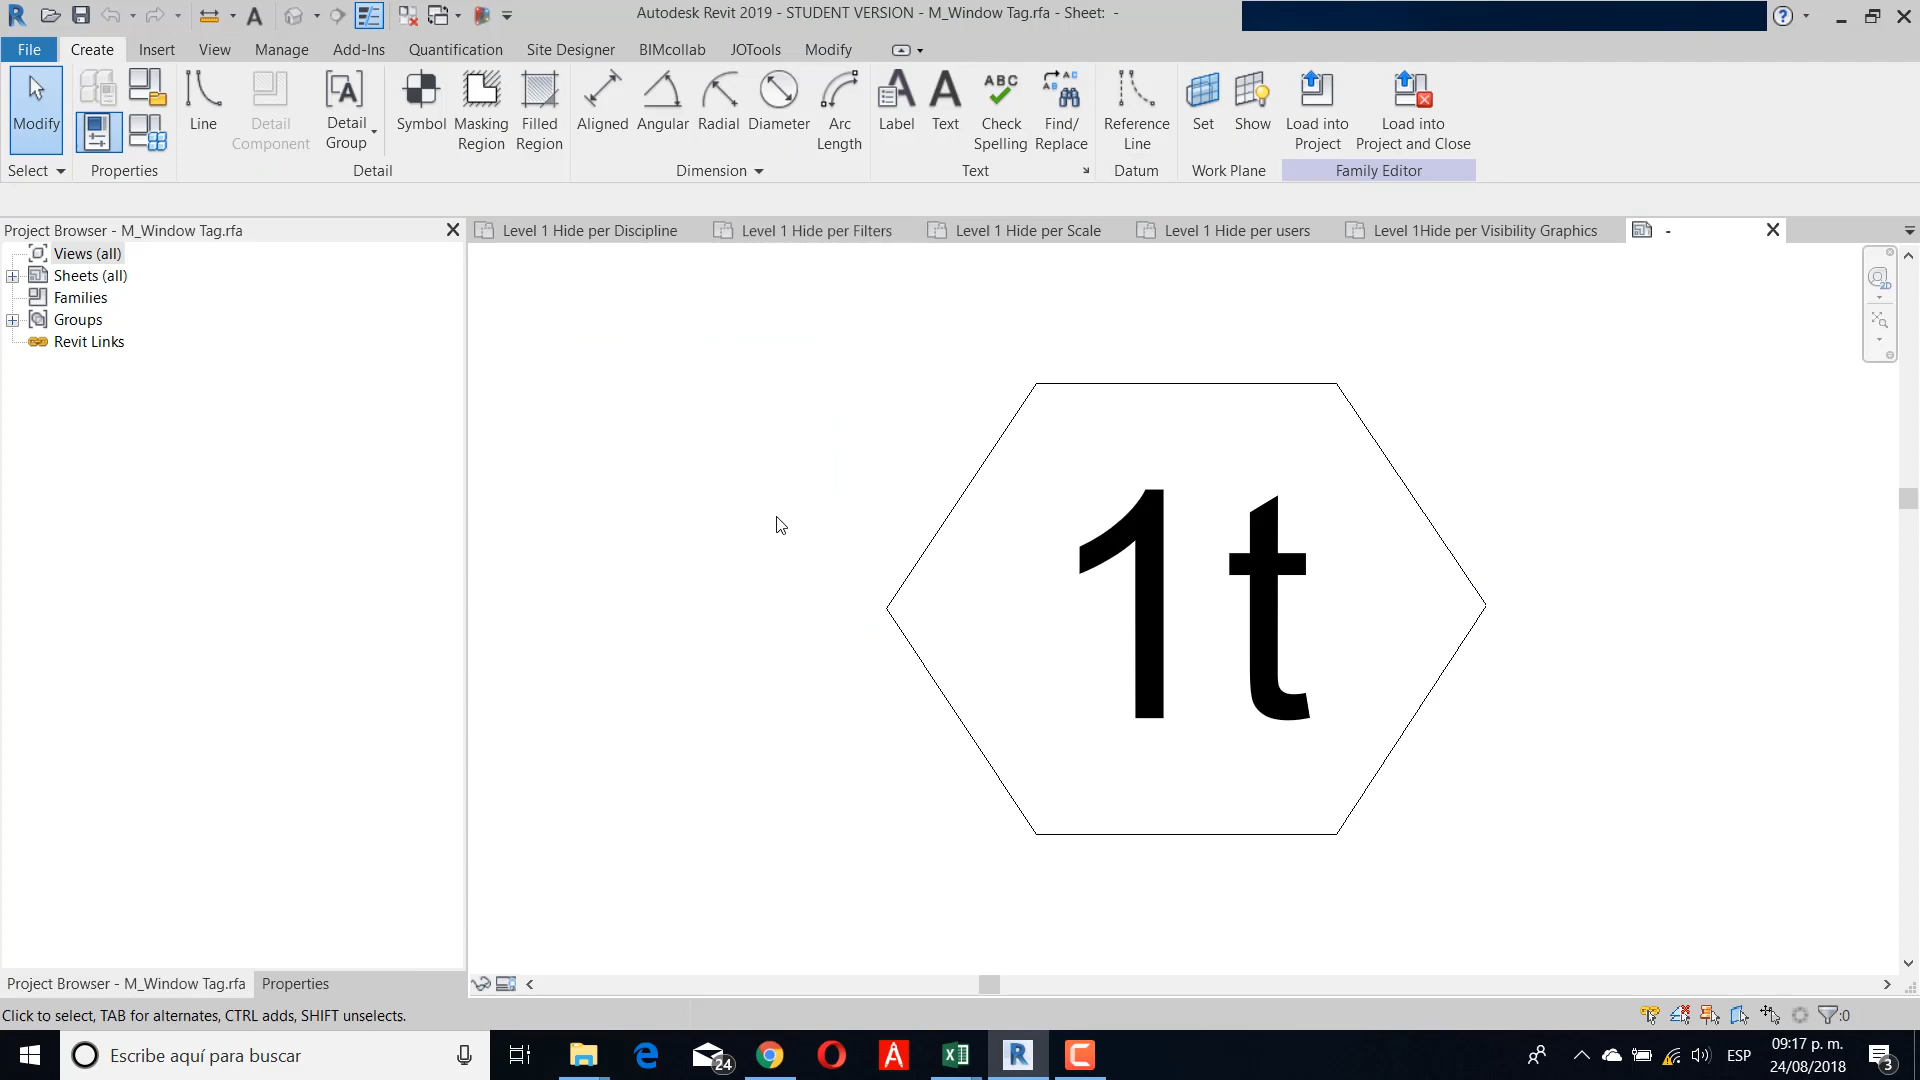 Autodesk Revit 2019 - STUDENT VERSION - M_Window Tag.rfa - Sheet: -
File Create Insert View Manage Add-Ins Quantification Site Designer BIMcollab JOTools Modify
Modify Line Detail Component Detail Group Symbol Masking Region Filled Region Aligned Angular Radial Diameter Arc Length Label Text Check Spelling Find/ Replace Reference Line Set Show Load into Project Load into Project and Close
Select Properties Detail Dimension Text Datum Work Plane Family Editor
Project Browser - M_Window Tag.rfa
Level 1 Hide per Discipline Level 1 Hide per Filters Level 1 Hide per Scale Level 1 Hide per users Level 1Hide per Visibility Graphics -
Views (all)
Sheets (all)
Families
Groups
Revit Links
1t
Project Browser - M_Window Tag.rfa Properties
Click to select, TAB for alternates, CTRL adds, SHIFT unselects.
:0
Escribe aquí para buscar
24
ESP
09:17 p. m.
24/08/2018
3